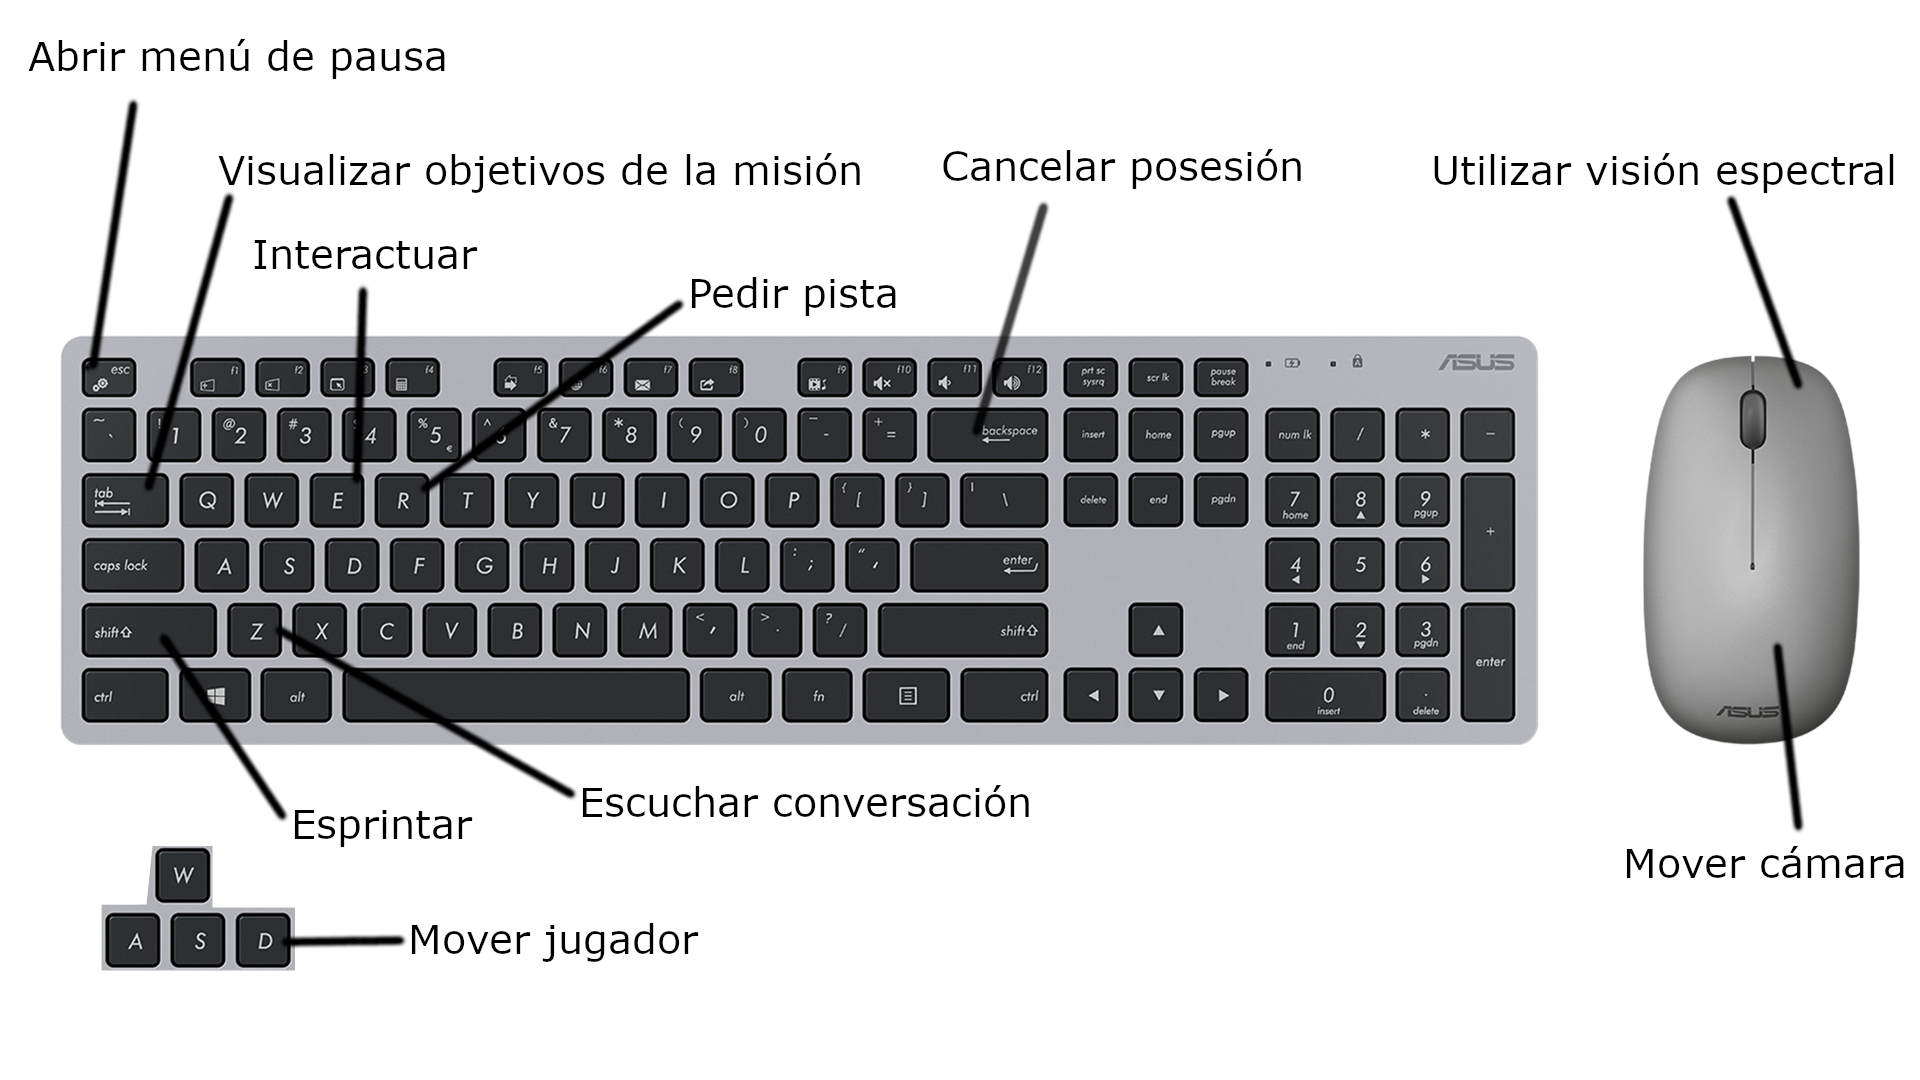 Abrir menú de pausa
Visualizar objetivos de la misión
Cancelar posesión
Utilizar visión espectral
Interactuar
Pedir pista
esc f1 f2 3 f4 f5 f6 f7 f8 f9 f10 f11 f12 prt sc sysrq scr lk pause break ASUS
~ ` ! 1 @ 2 # 3 $ 4 % 5 € ^ 6 & 7 * 8 ( 9 ) 0 _ - + = backspace insert home pgup num lk / * -
tab Q W E R T Y U I O P { [ } ] | \ delete end pgdn 7 home 8 9 pgup +
caps lock A S D F G H J K L : ; " ' enter 4 5 6
shift Z X C V B N M < , > . ? / shift 1 end 2 3 pgdn enter
ctrl alt alt fn ctrl 0 insert . delete
ASUS
Esprintar
Escuchar conversación
Mover cámara
W
A S D
Mover jugador